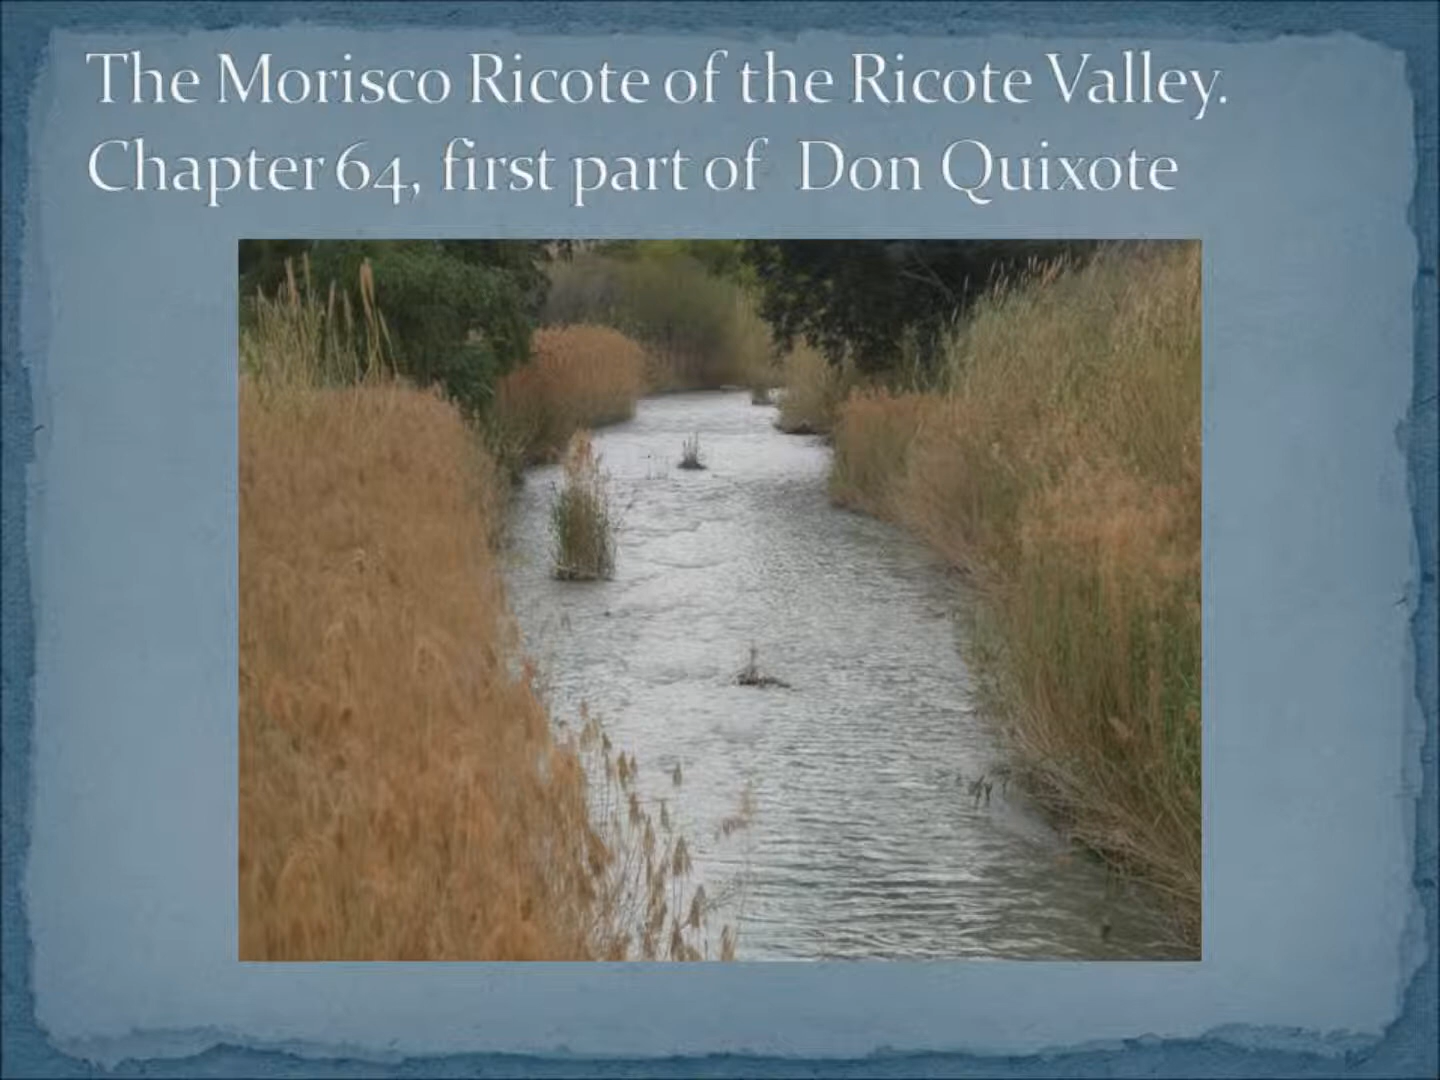 The Morisco Ricote of the Ricote Valley.
Chapter 64, first part of Don Quixote